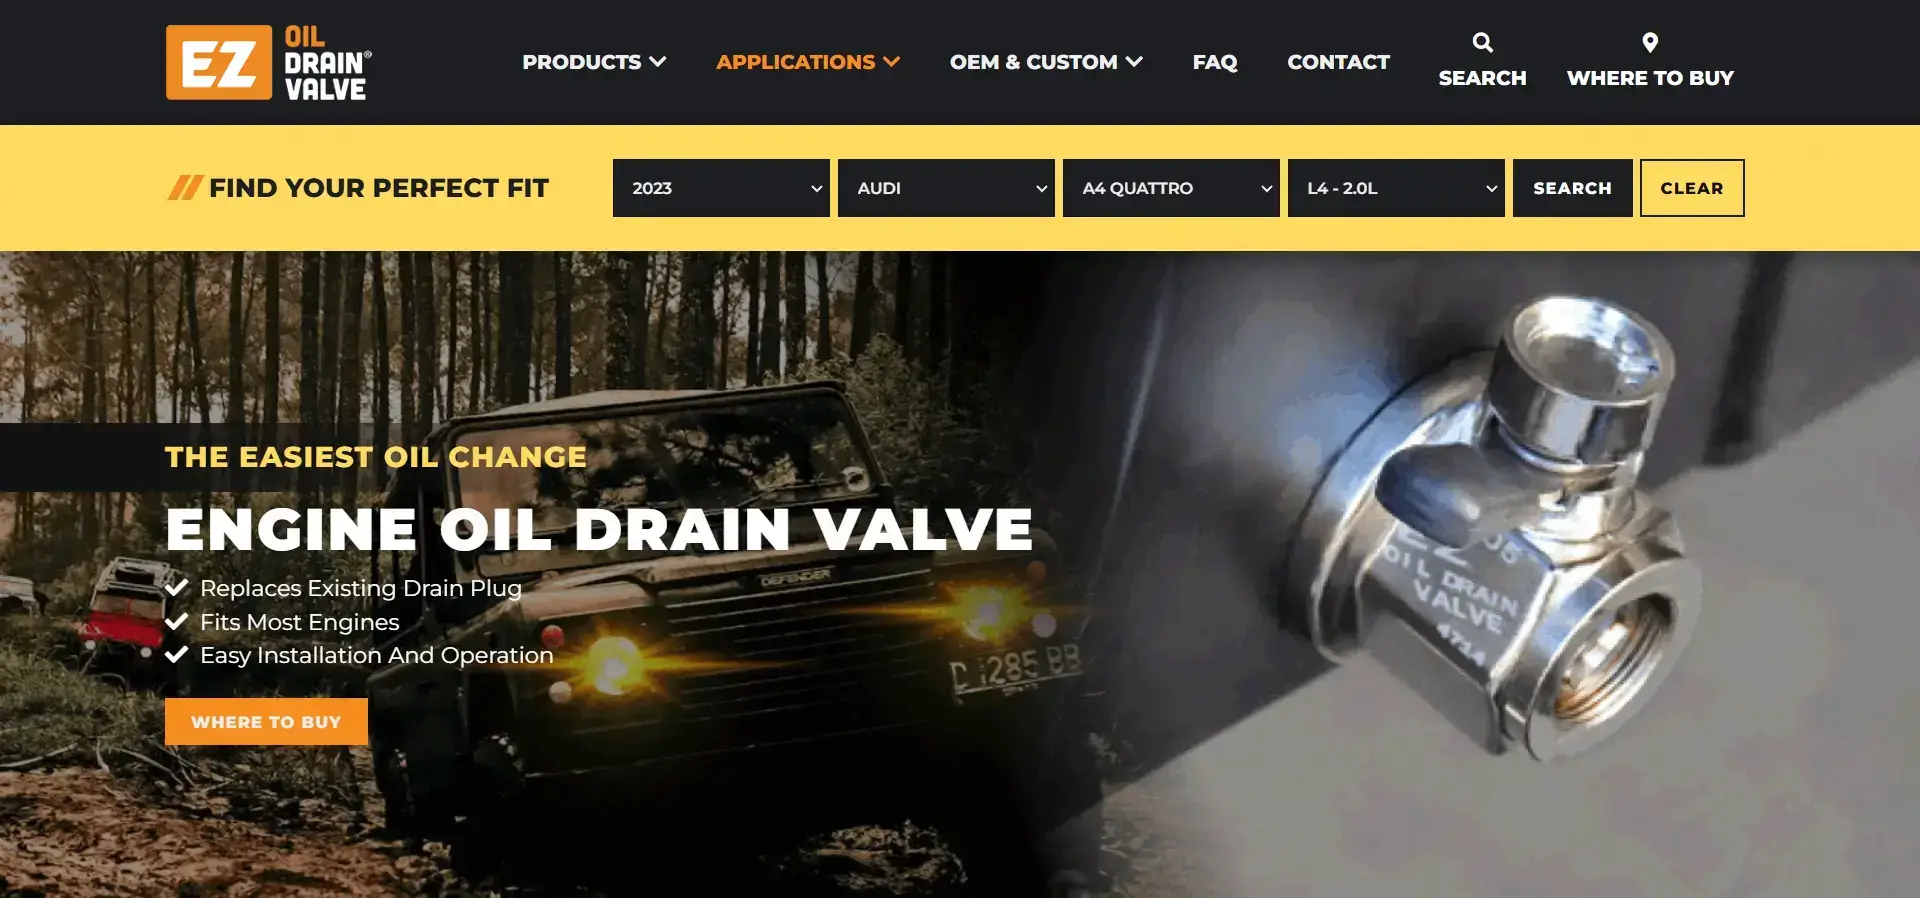 EZ OIL
DRAIN®
VALVE
PRODUCTS
APPLICATIONS
OEM & CUSTOM
FAQ
CONTACT
SEARCH
WHERE TO BUY
FIND YOUR PERFECT FIT
2023
AUDI
A4 QUATTRO
L4 - 2.0L
SEARCH
CLEAR
THE EASIEST OIL CHANGE
ENGINE OIL DRAIN VALVE
Replaces Existing Drain Plug
Fits Most Engines
Easy Installation And Operation
WHERE TO BUY
DEFENDER
EZ
OIL DRAIN
VALVE